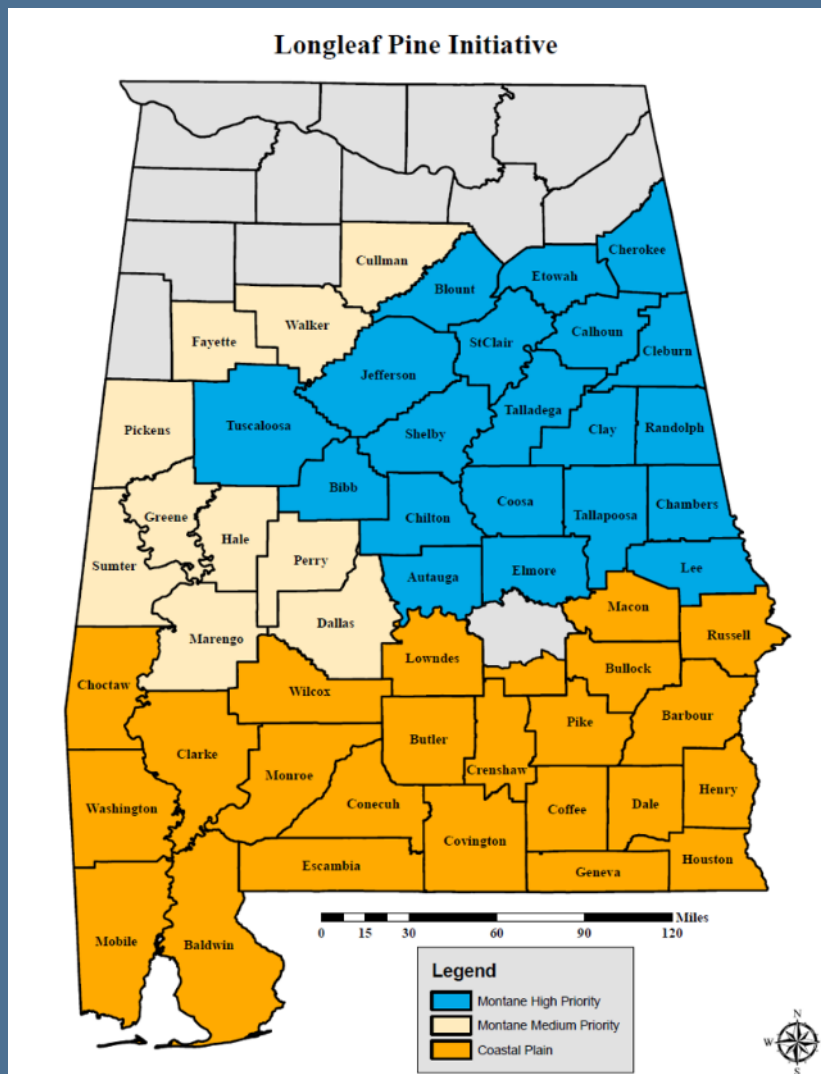 Longleaf Pine Initiative
Cherokee
Cullman
Etowah
Blount
Walker
Calhoun
Fayette
StClair
Cleburn
Jefferson
Talladega
Pickens
Tuscaloosa
Shelby
Clay
Randolph
Bibb
Coosa
Chambers
Greene
Chilton
Tallapoosa
Hale
Perry
Sumter
Autauga
Elmore
Lee
Macon
Dallas
Marengo
Russell
Lowndes
Bullock
Choctaw
Wilcox
Barbour
Pike
Butler
Clarke
Monroe
Crenshaw
Henry
Washington
Conecuh
Coffee
Dale
Covington
Houston
Escambia
Geneva
Mobile
Baldwin
Miles
0 15 30 60 90 120
Legend
Montane High Priority
Montane Medium Priority
Coastal Plain
N
W E
S